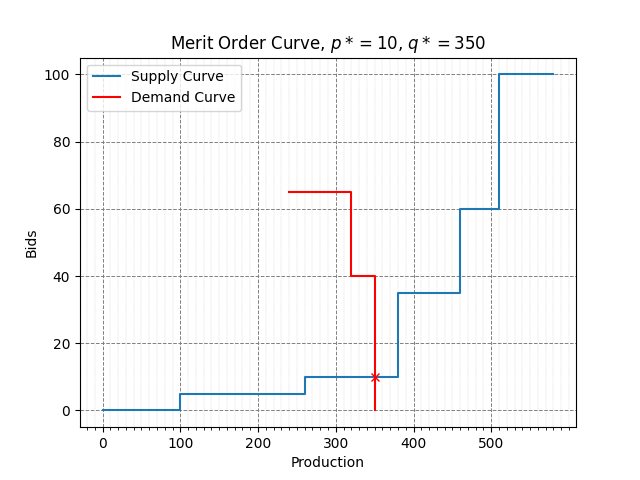 Merit Order Curve, p* = 10, q* = 350
Supply Curve
Demand Curve
Bids
100
80
60
40
20
0
0 100 200 300 400 500
Production